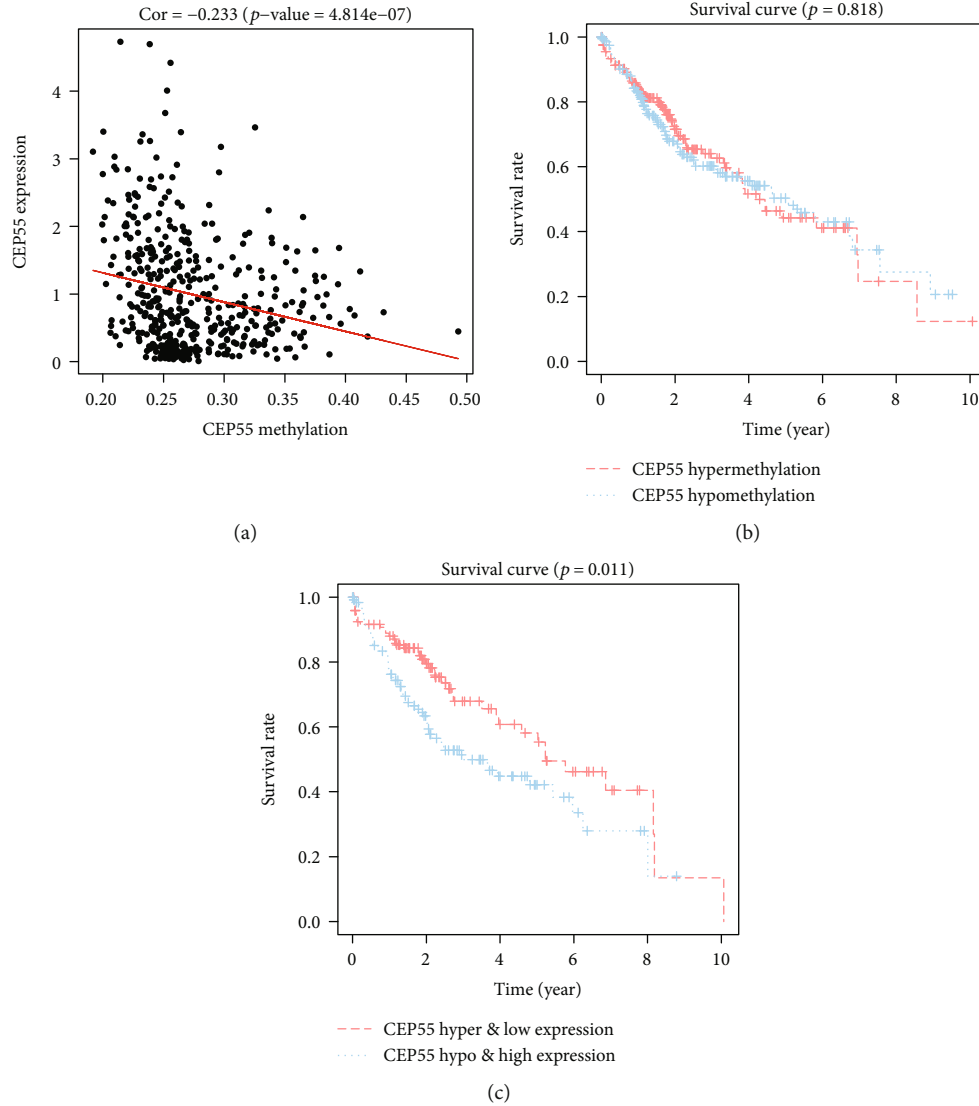 Cor = −0.233 (p−value = 4.814e−07)
CEP55 expression
4
3
2
1
0
0.20 0.25 0.30 0.35 0.40 0.45 0.50
CEP55 methylation
(a)
Survival curve (p = 0.818)
Survival rate
1.0
0.8
0.6
0.4
0.2
0.0
0 2 4 6 8 10
Time (year)
CEP55 hypermethylation
CEP55 hypomethylation
(b)
Survival curve (p = 0.011)
Survival rate
1.0
0.8
0.6
0.4
0.2
0.0
0 2 4 6 8 10
Time (year)
CEP55 hyper & low expression
CEP55 hypo & high expression
(c)